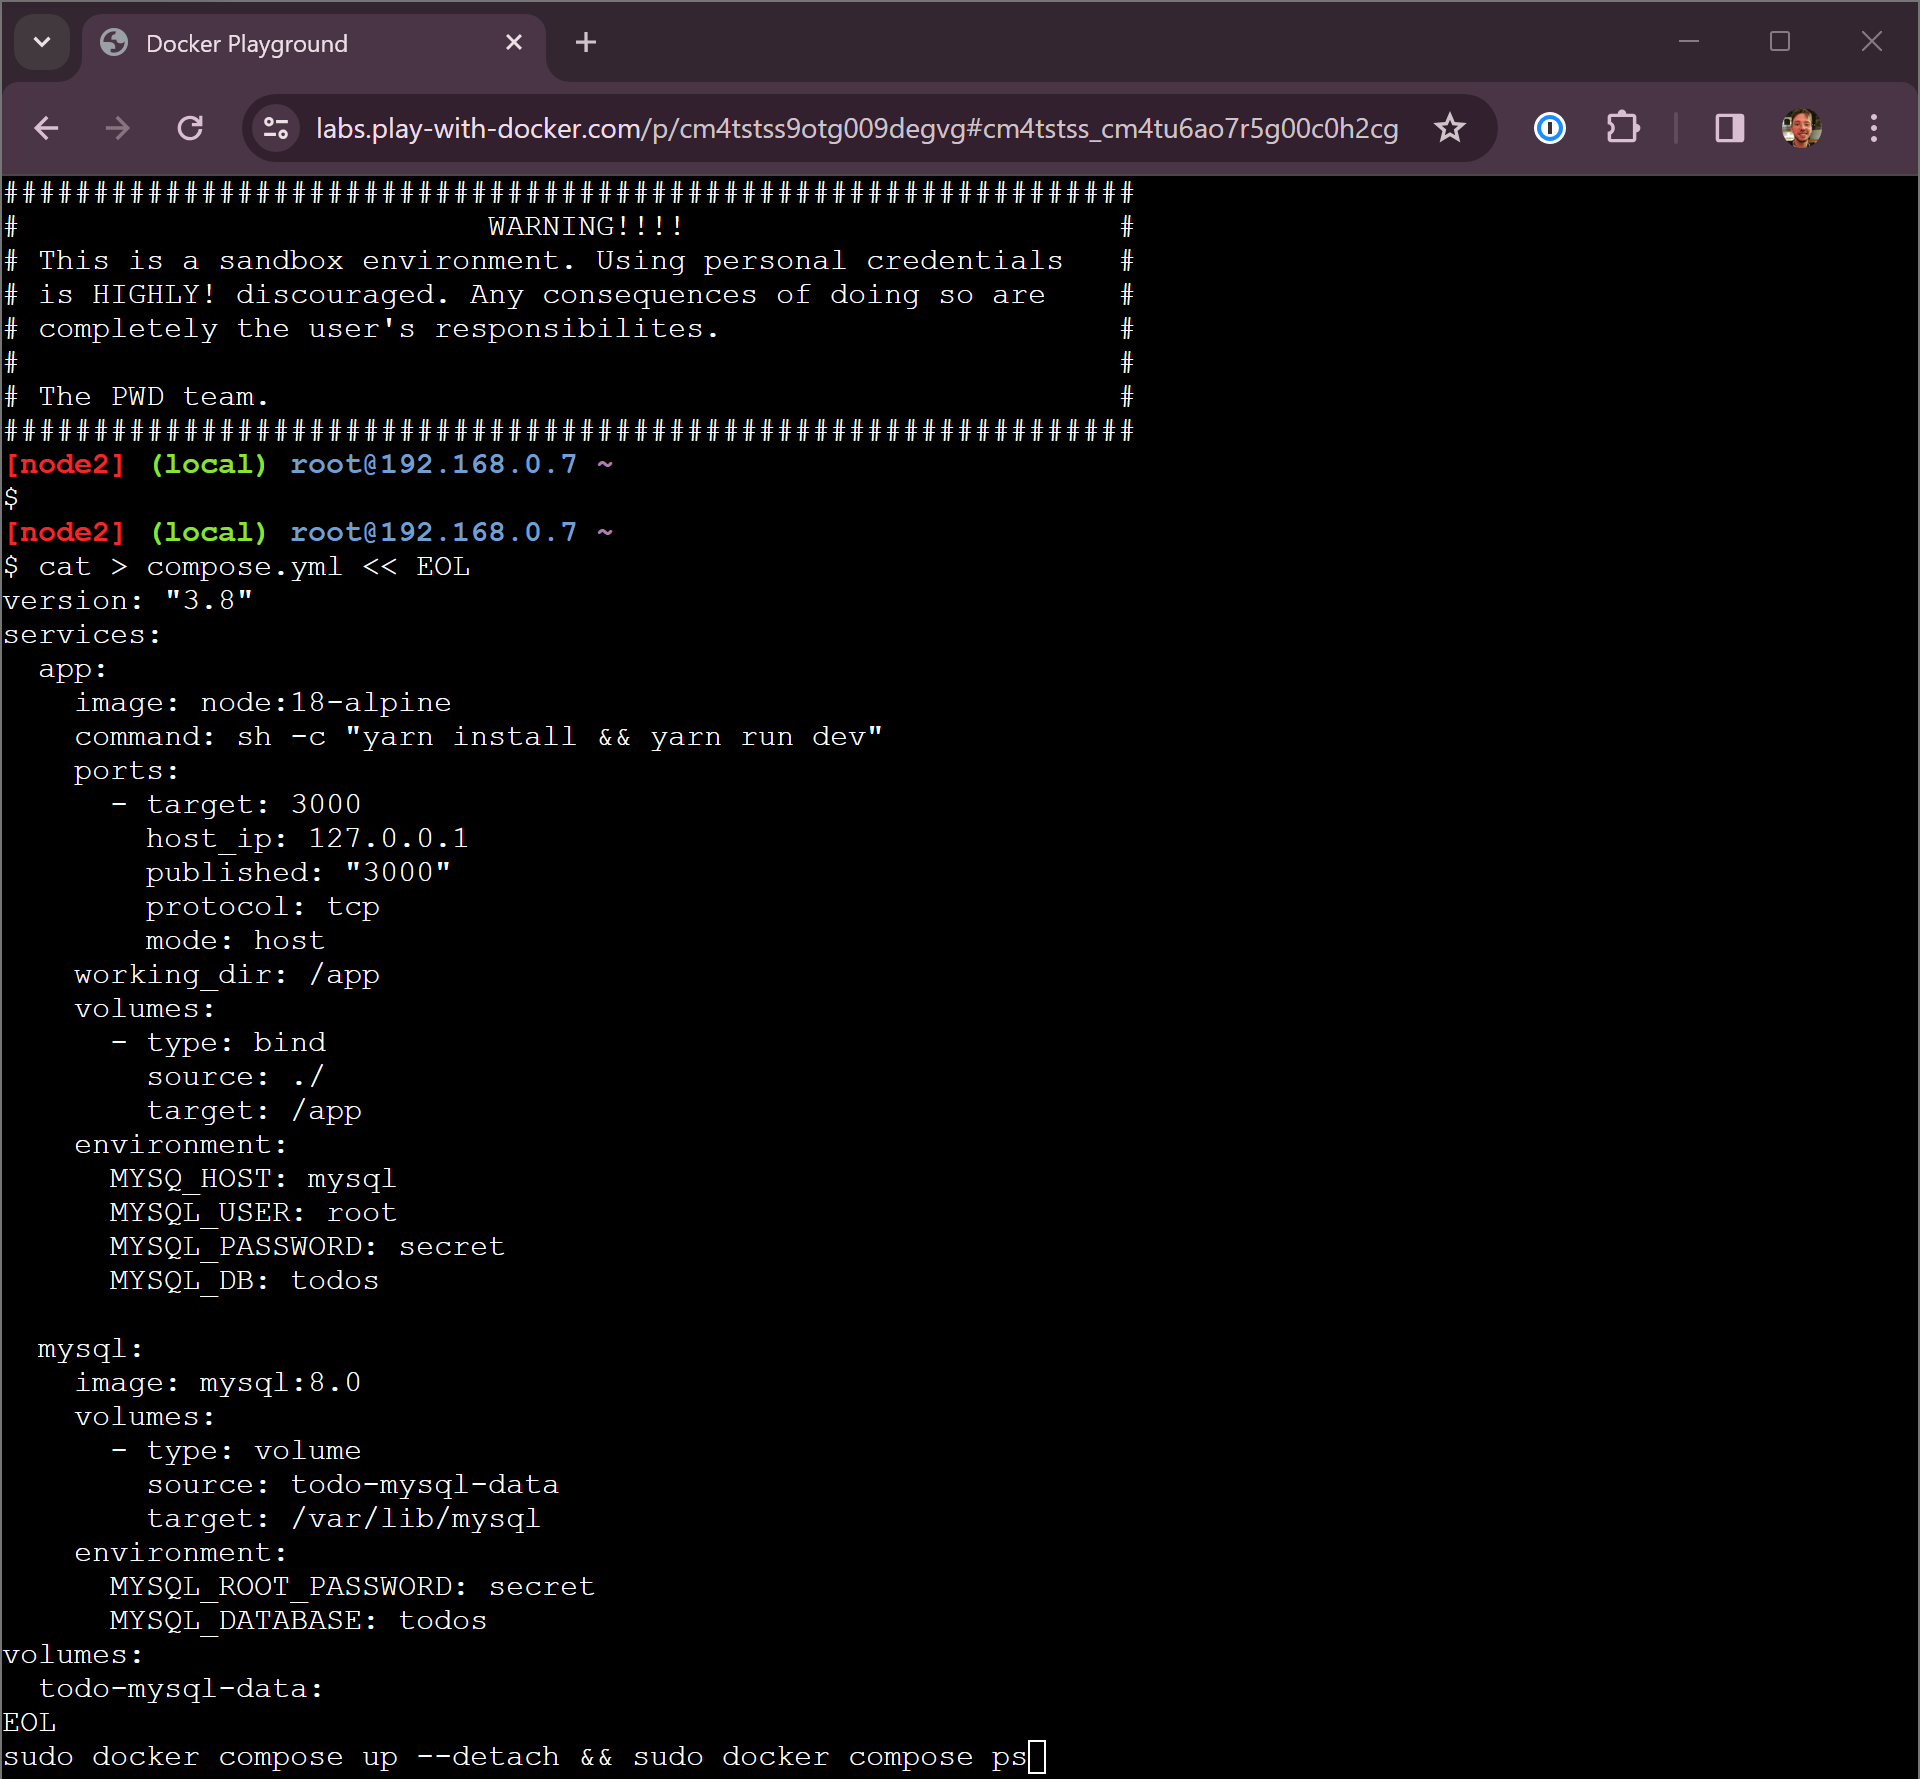 Docker Playground
labs.play-with-docker.com/p/cm4tstss9otg009degvg#cm4tstss_cm4tu6ao7r5g00c0h2cg
###############################################################
#                          WARNING!!!!                        #
# This is a sandbox environment. Using personal credentials   #
# is HIGHLY! discouraged. Any consequences of doing so are    #
# completely the user's responsibilites.                      #
#                                                             #
# The PWD team.                                               #
###############################################################
[node2] (local) root@192.168.0.7 ~
$
[node2] (local) root@192.168.0.7 ~
$ cat > compose.yml << EOL
version: "3.8"
services:
  app:
    image: node:18-alpine
    command: sh -c "yarn install && yarn run dev"
    ports:
      - target: 3000
        host_ip: 127.0.0.1
        published: "3000"
        protocol: tcp
        mode: host
    working_dir: /app
    volumes:
      - type: bind
        source: ./
        target: /app
    environment:
      MYSQ_HOST: mysql
      MYSQL_USER: root
      MYSQL_PASSWORD: secret
      MYSQL_DB: todos

  mysql:
    image: mysql:8.0
    volumes:
      - type: volume
        source: todo-mysql-data
        target: /var/lib/mysql
    environment:
      MYSQL_ROOT_PASSWORD: secret
      MYSQL_DATABASE: todos
volumes:
  todo-mysql-data:
EOL
sudo docker compose up --detach && sudo docker compose ps